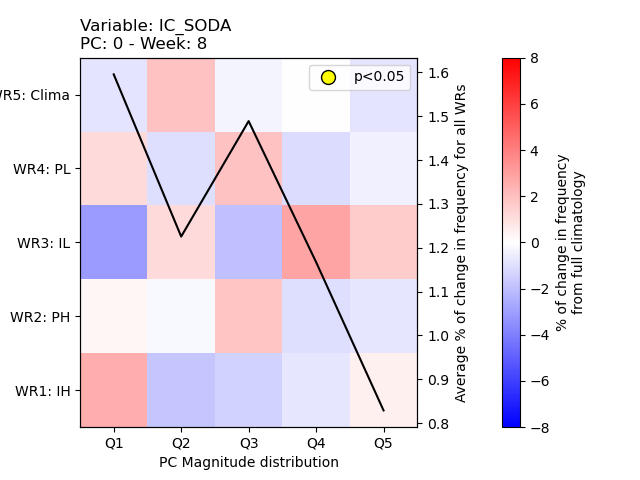 Variable: IC_SODA
PC: 0 - Week: 8
p<0.05
WR5: Clima
WR4: PL
WR3: IL
WR2: PH
WR1: IH
Q1 Q2 Q3 Q4 Q5
PC Magnitude distribution
1.6
1.5
1.4
1.3
1.2
1.1
1.0
0.9
0.8
Average % of change in frequency for all WRs
8
6
4
2
0
−2
−4
−6
−8
% of change in frequency
from full climatology